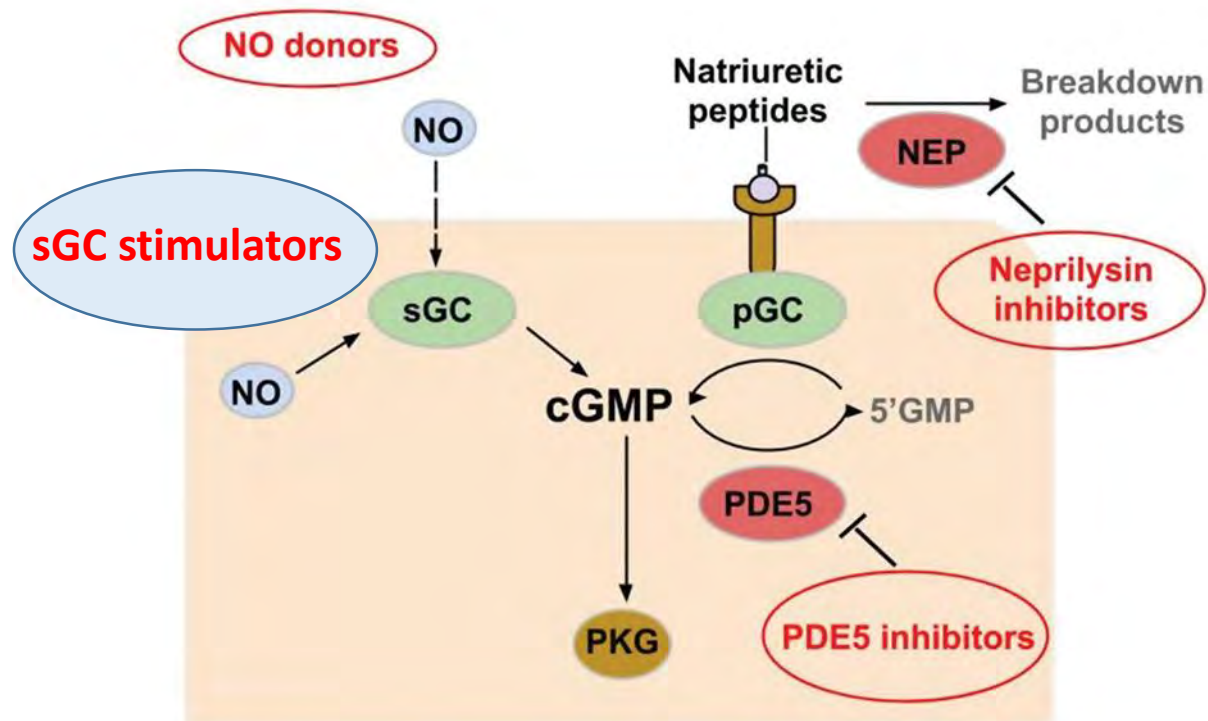 NO donors
NO
sGC stimulators
sGC
NO
Natriuretic
peptides
Breakdown
products
NEP
Neprilysin
inhibitors
pGC
cGMP
5'GMP
PDE5
PDE5 inhibitors
PKG